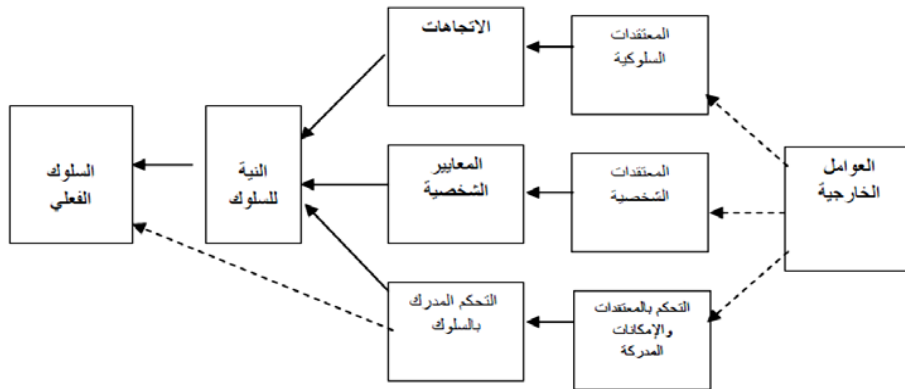 العوامل
الخارجية
المعتقدات
السلوكية
الاتجاهات
المعتقدات
الشخصية
المعايير
الشخصية
التحكم بالمعتقدات
والإمكانات
المدركة
التحكم المدرك
بالسلوك
النية
للسلوك
السلوك
الفعلي